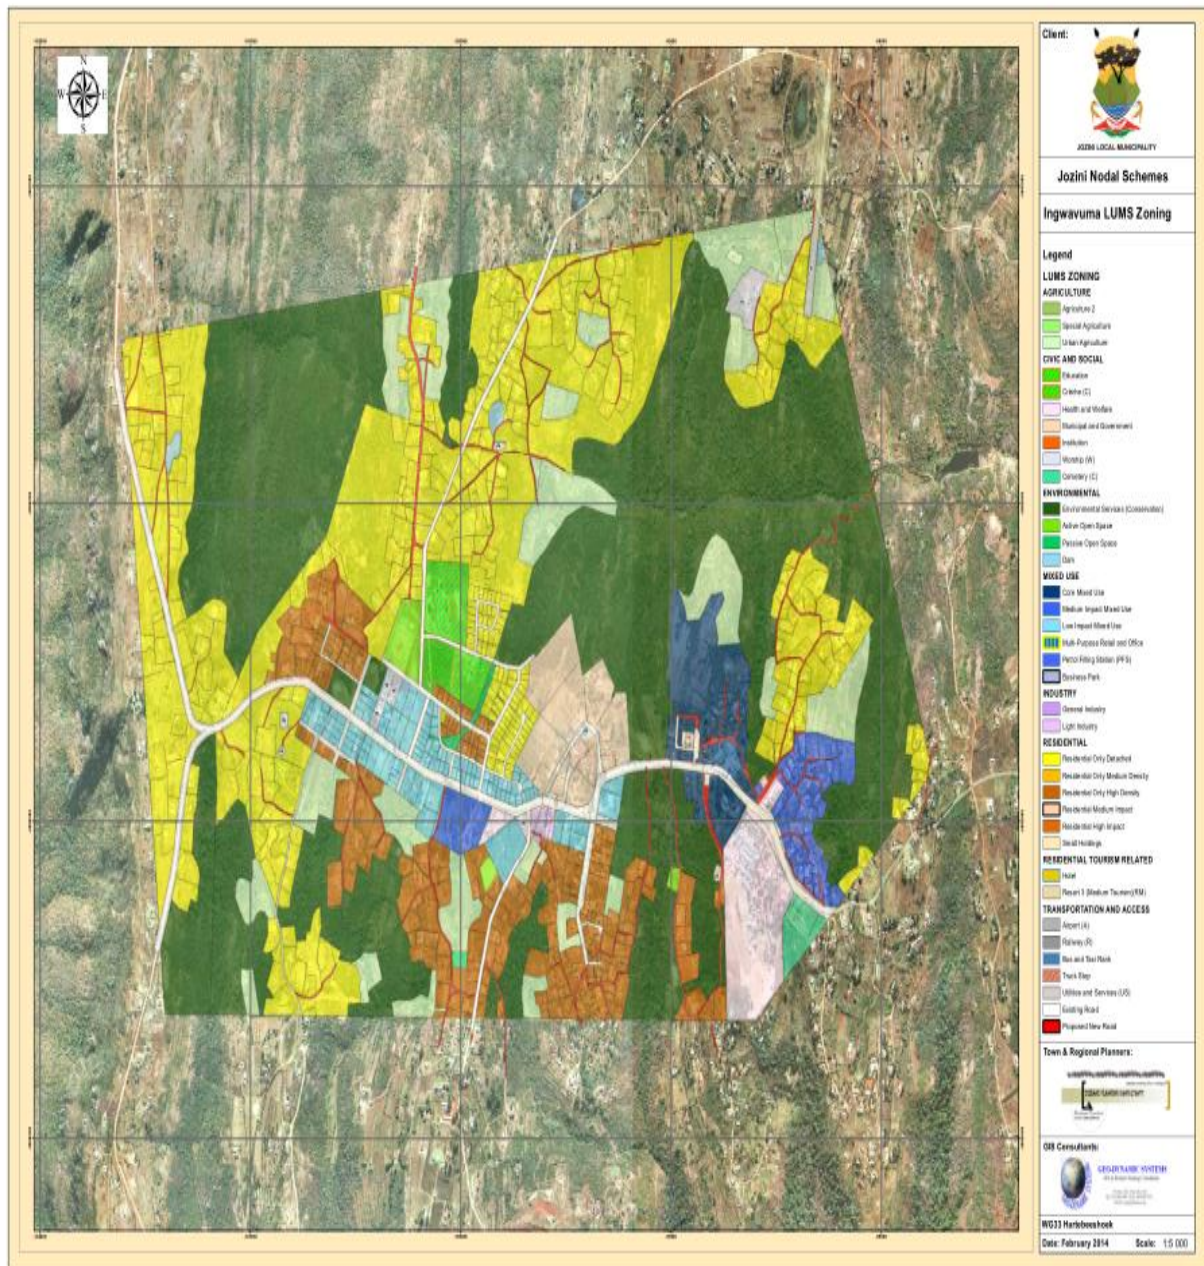 N
W E
S
Client:
JOZINI LOCAL MUNICIPALITY
Jozini Nodal Schemes
Ingwavuma LUMS Zoning
Legend
LUMS ZONING
AGRICULTURE
Agriculture 2
Special Agriculture
Urban Agriculture
CIVIC AND SOCIAL
Education
Creche (C)
Health and Welfare
Municipal and Government
Institution
Worship (W)
Cemetery (C)
ENVIRONMENTAL
Environmental Services (Conservation)
Active Open Space
Passive Open Space
Dam
MIXED USE
Core Mixed Use
Medium Impact Mixed Use
Low Impact Mixed Use
Multi-Purpose Retail and Office
Petrol Filling Station (PFS)
Business Park
INDUSTRY
General Industry
Light Industry
RESIDENTIAL
Residential Only Detached
Residential Only Medium Density
Residential Only High Density
Residential Medium Impact
Residential High Impact
Small Holdings
RESIDENTIAL TOURISM RELATED
Hotel
Resort 3 (Medium Tourism)(RM)
TRANSPORTATION AND ACCESS
Airport (A)
Railway (R)
Bus and Taxi Rank
Truck Stop
Utilities and Services (US)
Existing Road
Proposed New Road
Town & Regional Planners:
GIS Consultants:
GEO-DYNAMIC SYSTEMS
WG33 Hartebeeshoek
Date: February 2014 Scale: 1:5 000